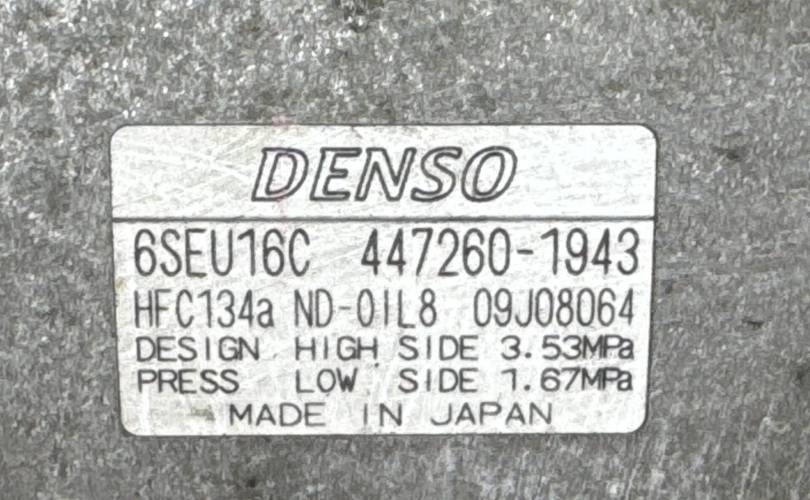 DENSO
6SEU16C 447260-1943
HFC134a ND-OIL8 09J08064
DESIGN HIGH SIDE 3.53MPa
PRESS LOW SIDE 1.67MPa
MADE IN JAPAN